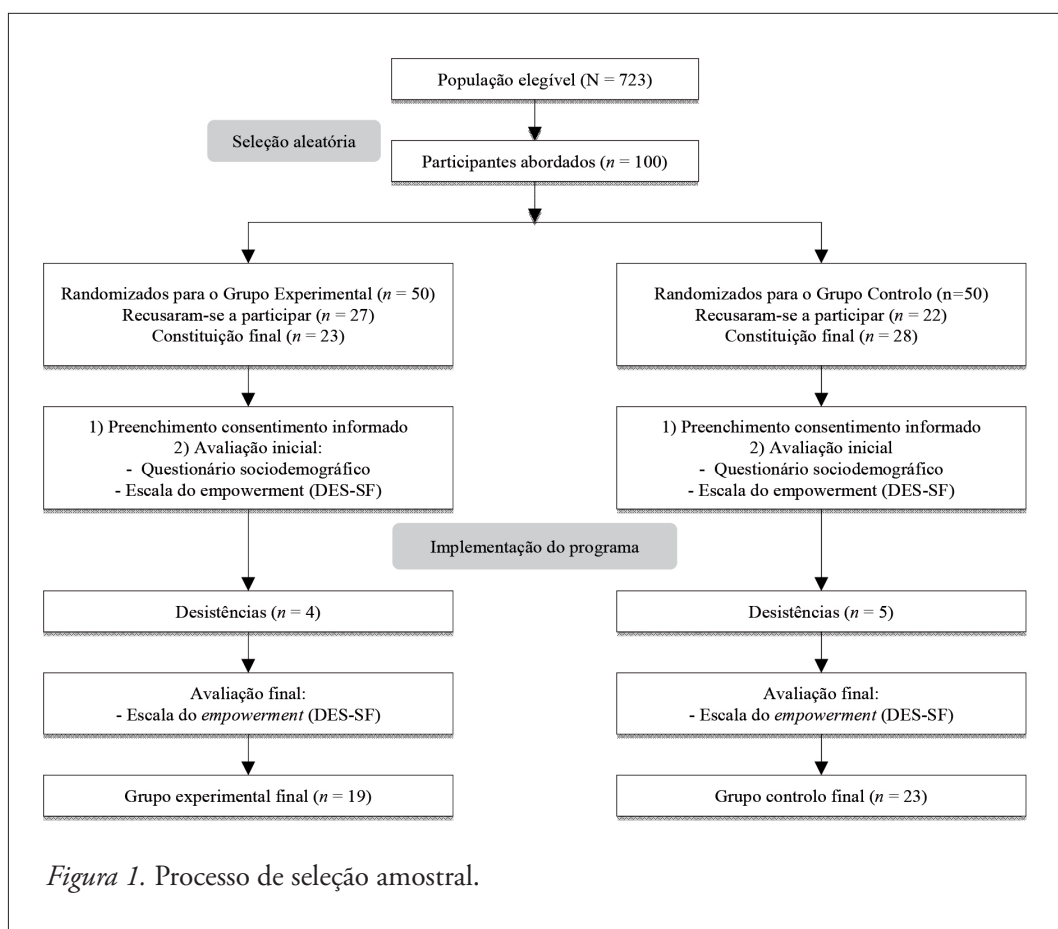 População elegível (N = 723)
Seleção aleatória
Participantes abordados (n = 100)
Randomizados para o Grupo Experimental (n = 50)
Recusaram-se a participar (n = 27)
Constituição final (n = 23)
Randomizados para o Grupo Controlo (n=50)
Recusaram-se a participar (n = 22)
Constituição final (n = 28)
1) Preenchimento consentimento informado
2) Avaliação inicial:
- Questionário sociodemográfico
- Escala do empowerment (DES-SF)
1) Preenchimento consentimento informado
2) Avaliação inicial
- Questionário sociodemográfico
- Escala do empowerment (DES-SF)
Implementação do programa
Desistências (n = 4)
Desistências (n = 5)
Avaliação final:
- Escala do empowerment (DES-SF)
Avaliação final:
- Escala do empowerment (DES-SF)
Grupo experimental final (n = 19)
Grupo controlo final (n = 23)
Figura 1. Processo de seleção amostral.